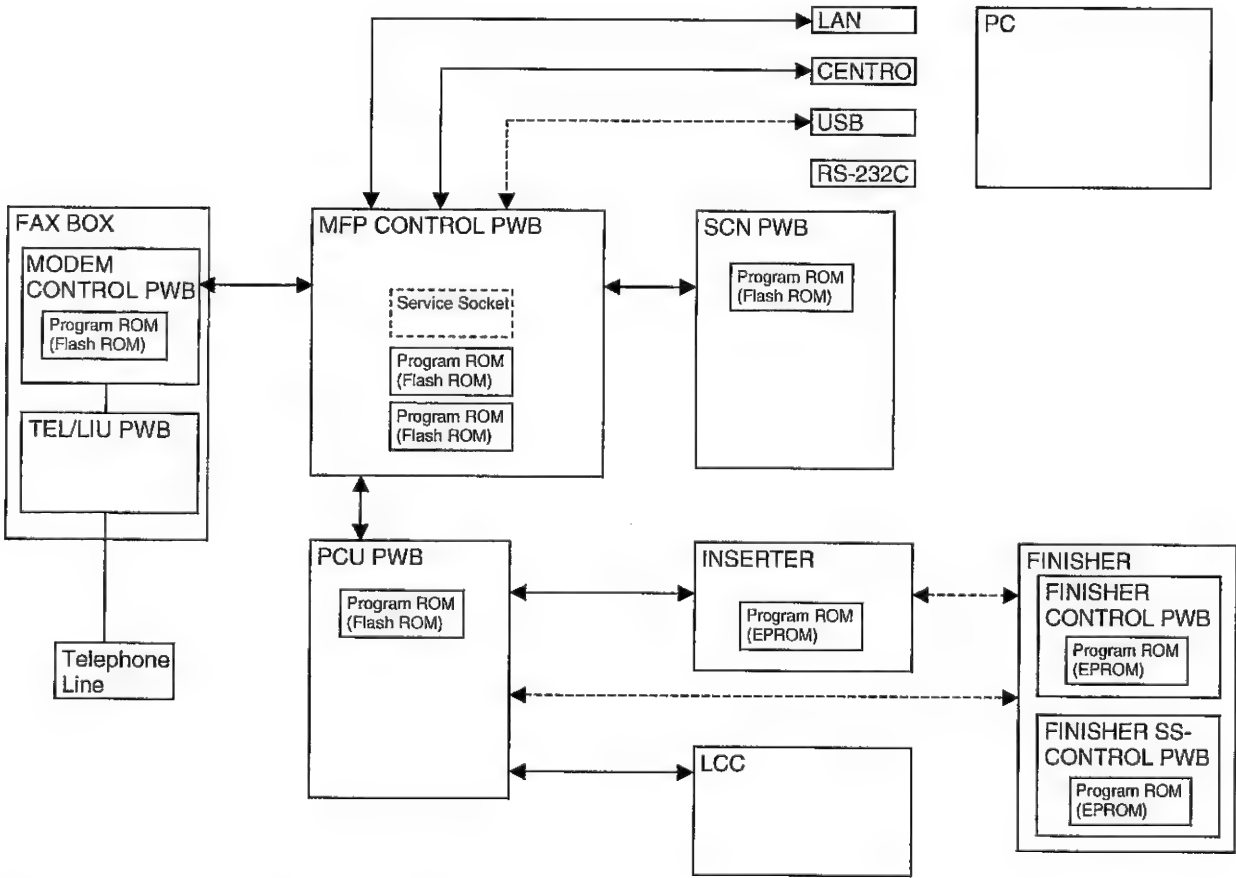 LAN
PC
CENTRO
USB
RS-232C
FAX BOX
MODEM
CONTROL PWB
Program ROM
(Flash ROM)
TEL/LIU PWB
Telephone
Line
MFP CONTROL PWB
Service Socket
Program ROM
(Flash ROM)
Program ROM
(Flash ROM)
SCN PWB
Program ROM
(Flash ROM)
PCU PWB
Program ROM
(Flash ROM)
INSERTER
Program ROM
(EPROM)
LCC
FINISHER
FINISHER
CONTROL PWB
Program ROM
(EPROM)
FINISHER SS-
CONTROL PWB
Program ROM
(EPROM)